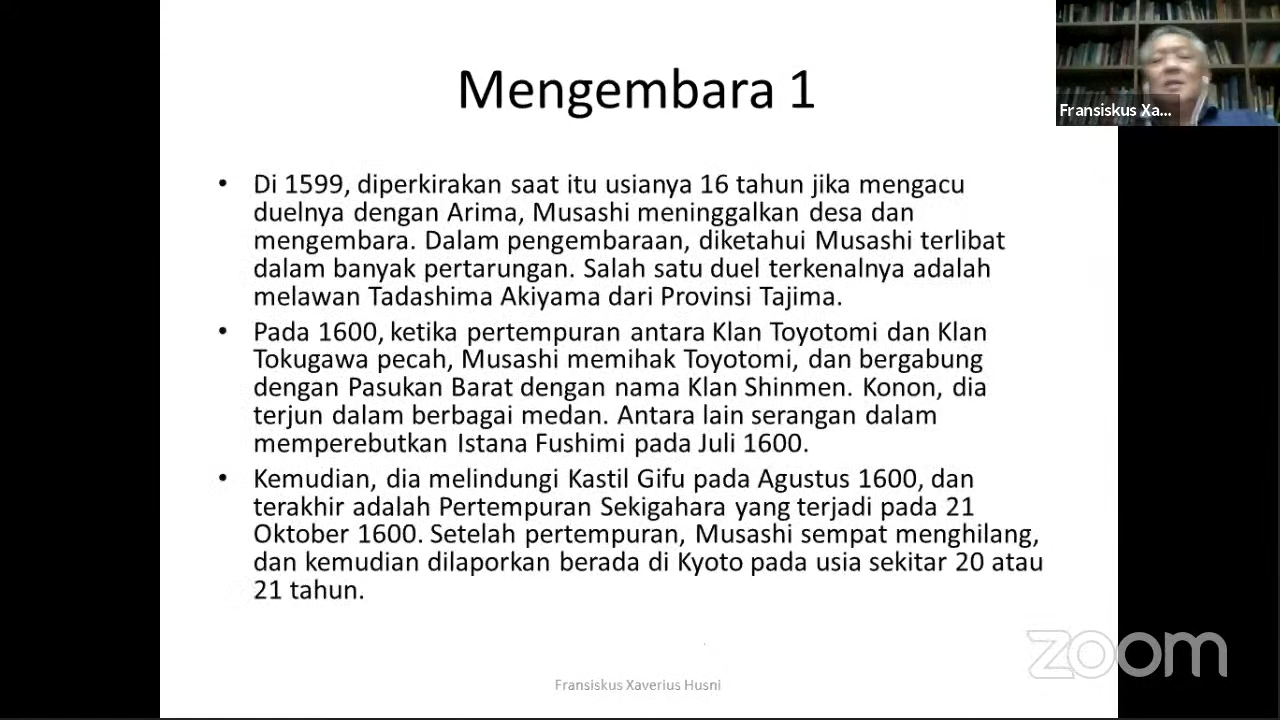 Mengembara 1
• Di 1599, diperkirakan saat itu usianya 16 tahun jika mengacu
duelnya dengan Arima, Musashi meninggalkan desa dan
mengembara. Dalam pengembaraan, diketahui Musashi terlibat
dalam banyak pertarungan. Salah satu duel terkenalnya adalah
melawan Tadashima Akiyama dari Provinsi Tajima.
• Pada 1600, ketika pertempuran antara Klan Toyotomi dan Klan
Tokugawa pecah, Musashi memihak Toyotomi, dan bergabung
dengan Pasukan Barat dengan nama Klan Shinmen. Konon, dia
terjun dalam berbagai medan. Antara lain serangan dalam
memperebutkan Istana Fushimi pada Juli 1600.
• Kemudian, dia melindungi Kastil Gifu pada Agustus 1600, dan
terakhir adalah Pertempuran Sekigahara yang terjadi pada 21
Oktober 1600. Setelah pertempuran, Musashi sempat menghilang,
dan kemudian dilaporkan berada di Kyoto pada usia sekitar 20 atau
21 tahun.
Fransiskus Xaverius Husni
Fransiskus Xa...
zoom